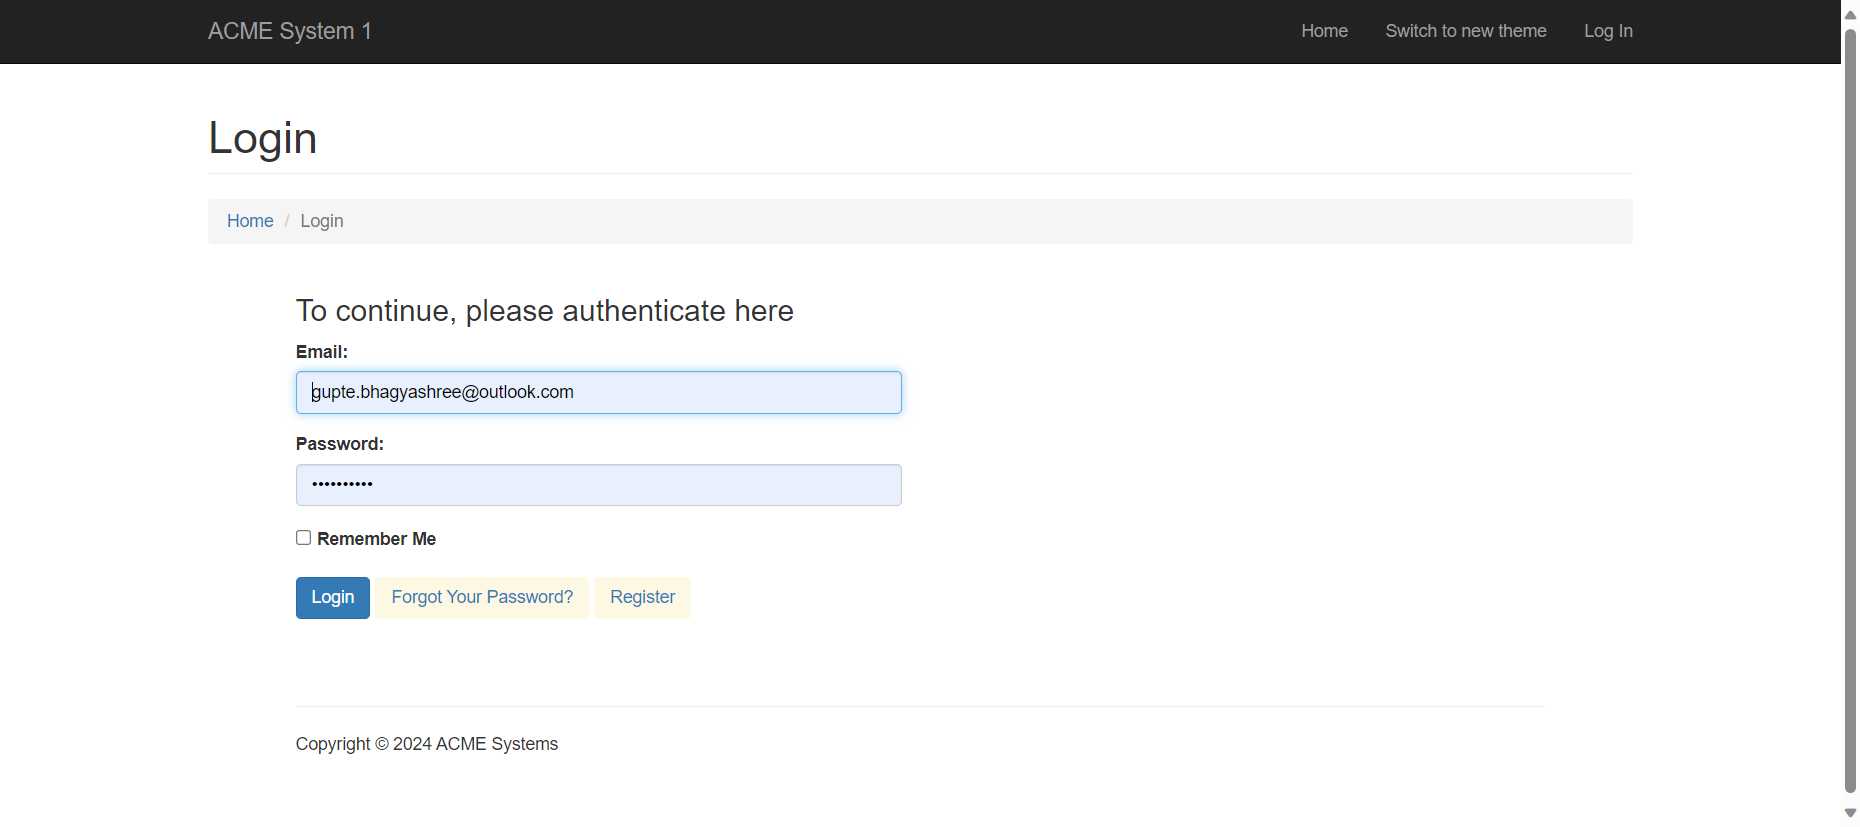 ACME System 1 Home Switch to new theme Log In
Login
Home / Login
To continue, please authenticate here
Email:
gupte.bhagyashree@outlook.com
Password:
••••••••••
Remember Me
Login Forgot Your Password? Register
Copyright © 2024 ACME Systems